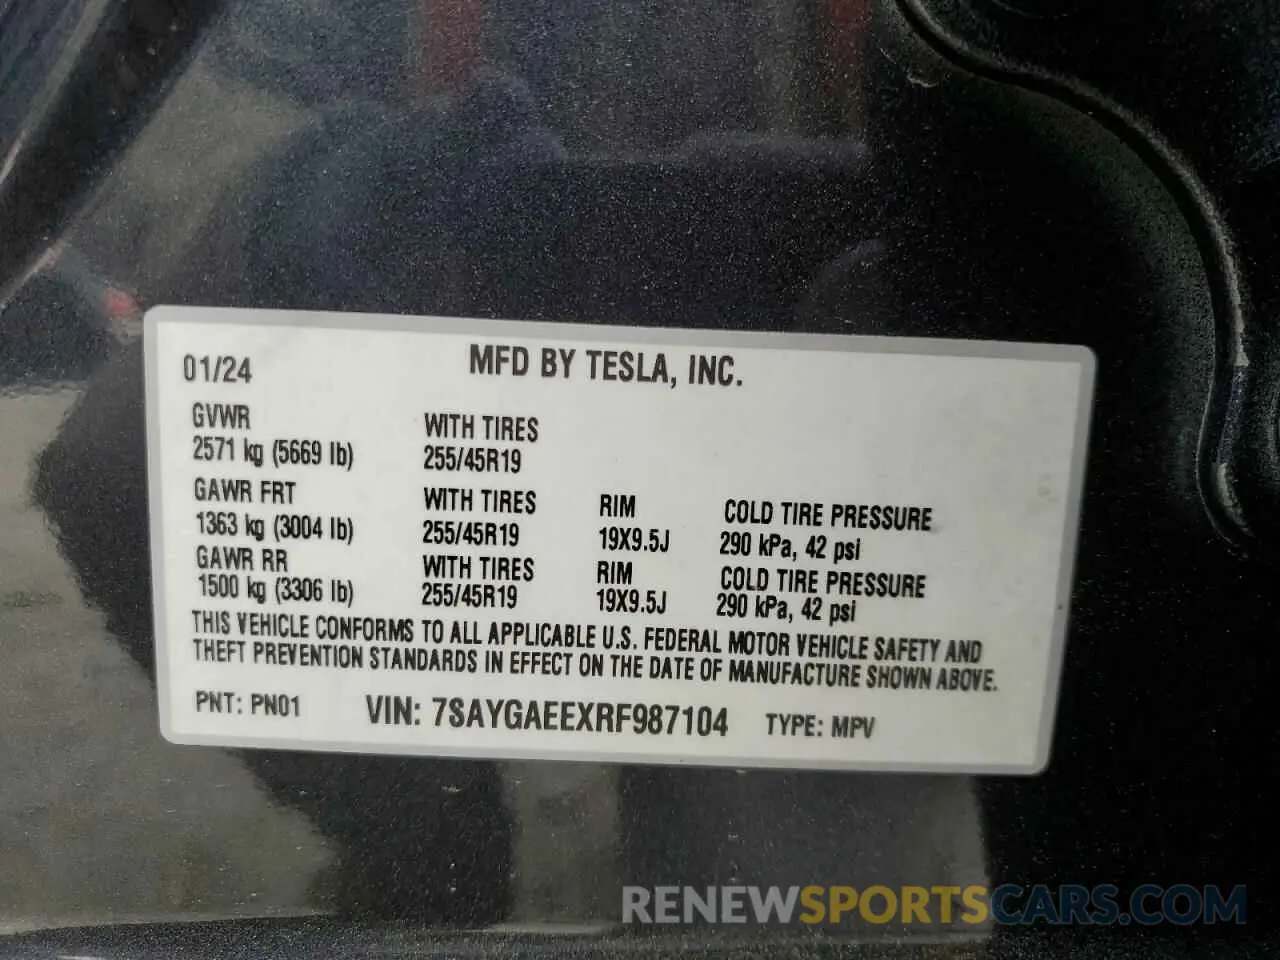 01/24 MFD BY TESLA, INC.
GVWR WITH TIRES
2571 kg (5669 lb) 255/45R19
GAWR FRT WITH TIRES RIM COLD TIRE PRESSURE
1363 kg (3004 lb) 255/45R19 19X9.5J 290 kPa, 42 psi
GAWR RR WITH TIRES RIM COLD TIRE PRESSURE
1500 kg (3306 lb) 255/45R19 19X9.5J 290 kPa, 42 psi
THIS VEHICLE CONFORMS TO ALL APPLICABLE U.S. FEDERAL MOTOR VEHICLE SAFETY AND
THEFT PREVENTION STANDARDS IN EFFECT ON THE DATE OF MANUFACTURE SHOWN ABOVE.
PNT: PN01 VIN: 7SAYGAEEXRF987104 TYPE: MPV
RENEWSPORTSCARS.COM